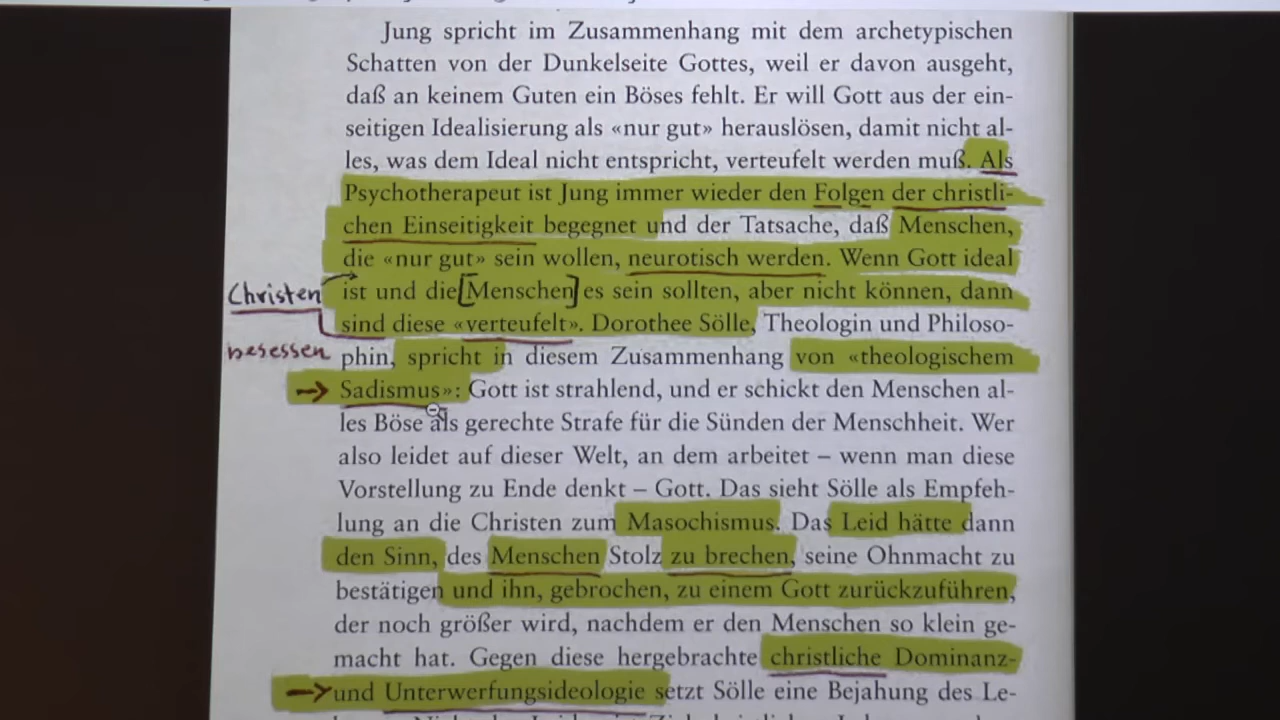 Jung spricht im Zusammenhang mit dem archetypischen
Schatten von der Dunkelseite Gottes, weil er davon ausgeht,
daß an keinem Guten ein Böses fehlt. Er will Gott aus der ein-
seitigen Idealisierung als «nur gut» herauslösen, damit nicht al-
les, was dem Ideal nicht entspricht, verteufelt werden muß. Als
Psychotherapeut ist Jung immer wieder den Folgen der christli-
chen Einseitigkeit begegnet und der Tatsache, daß Menschen,
die «nur gut» sein wollen, neurotisch werden. Wenn Gott ideal
Christen
ist und die [Menschen] es sein sollten, aber nicht können, dann
sind diese «verteufelt». Dorothee Sölle, Theologin und Philoso-
besessen
phin, spricht in diesem Zusammenhang von «theologischem
→ Sadismus»: Gott ist strahlend, und er schickt den Menschen al-
les Böse als gerechte Strafe für die Sünden der Menschheit. Wer
also leidet auf dieser Welt, an dem arbeitet – wenn man diese
Vorstellung zu Ende denkt – Gott. Das sieht Sölle als Empfeh-
lung an die Christen zum Masochismus. Das Leid hätte dann
den Sinn, des Menschen Stolz zu brechen, seine Ohnmacht zu
bestätigen und ihn, gebrochen, zu einem Gott zurückzuführen,
der noch größer wird, nachdem er den Menschen so klein ge-
macht hat. Gegen diese hergebrachte christliche Dominanz-
→ und Unterwerfungsideologie setzt Sölle eine Bejahung des Le-